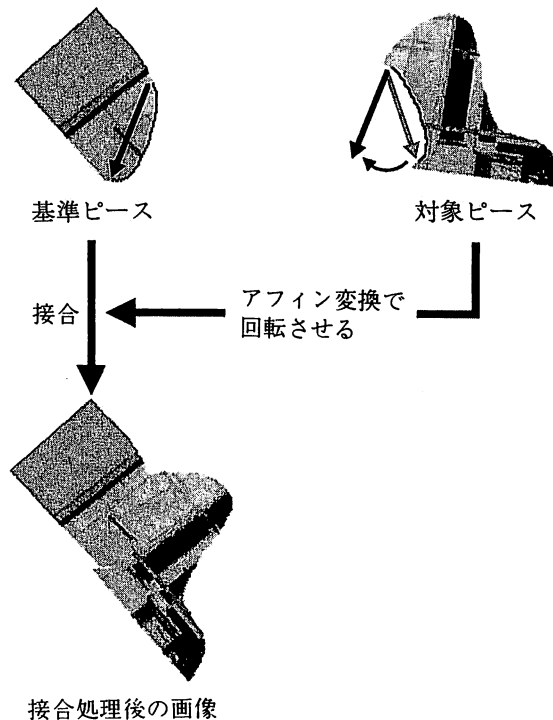 基準ピース
対象ピース
接合
アフィン変換で
回転させる
接合処理後の画像